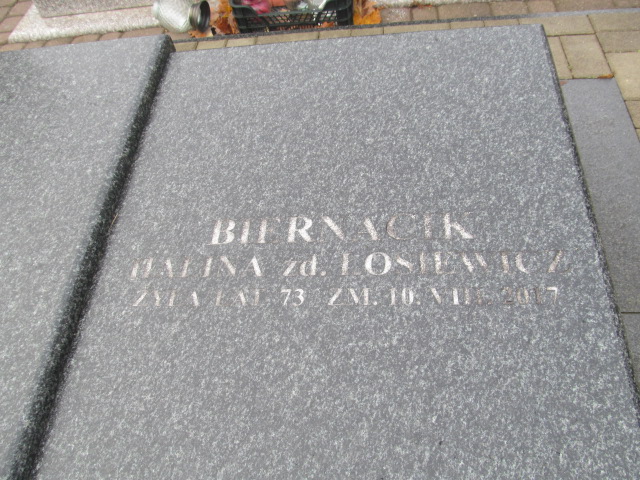 BIERNACIK
HALINA zd. ŁOSIEWICZ
ŻYŁA LAT 73 ZM. 10. VIII. 2017